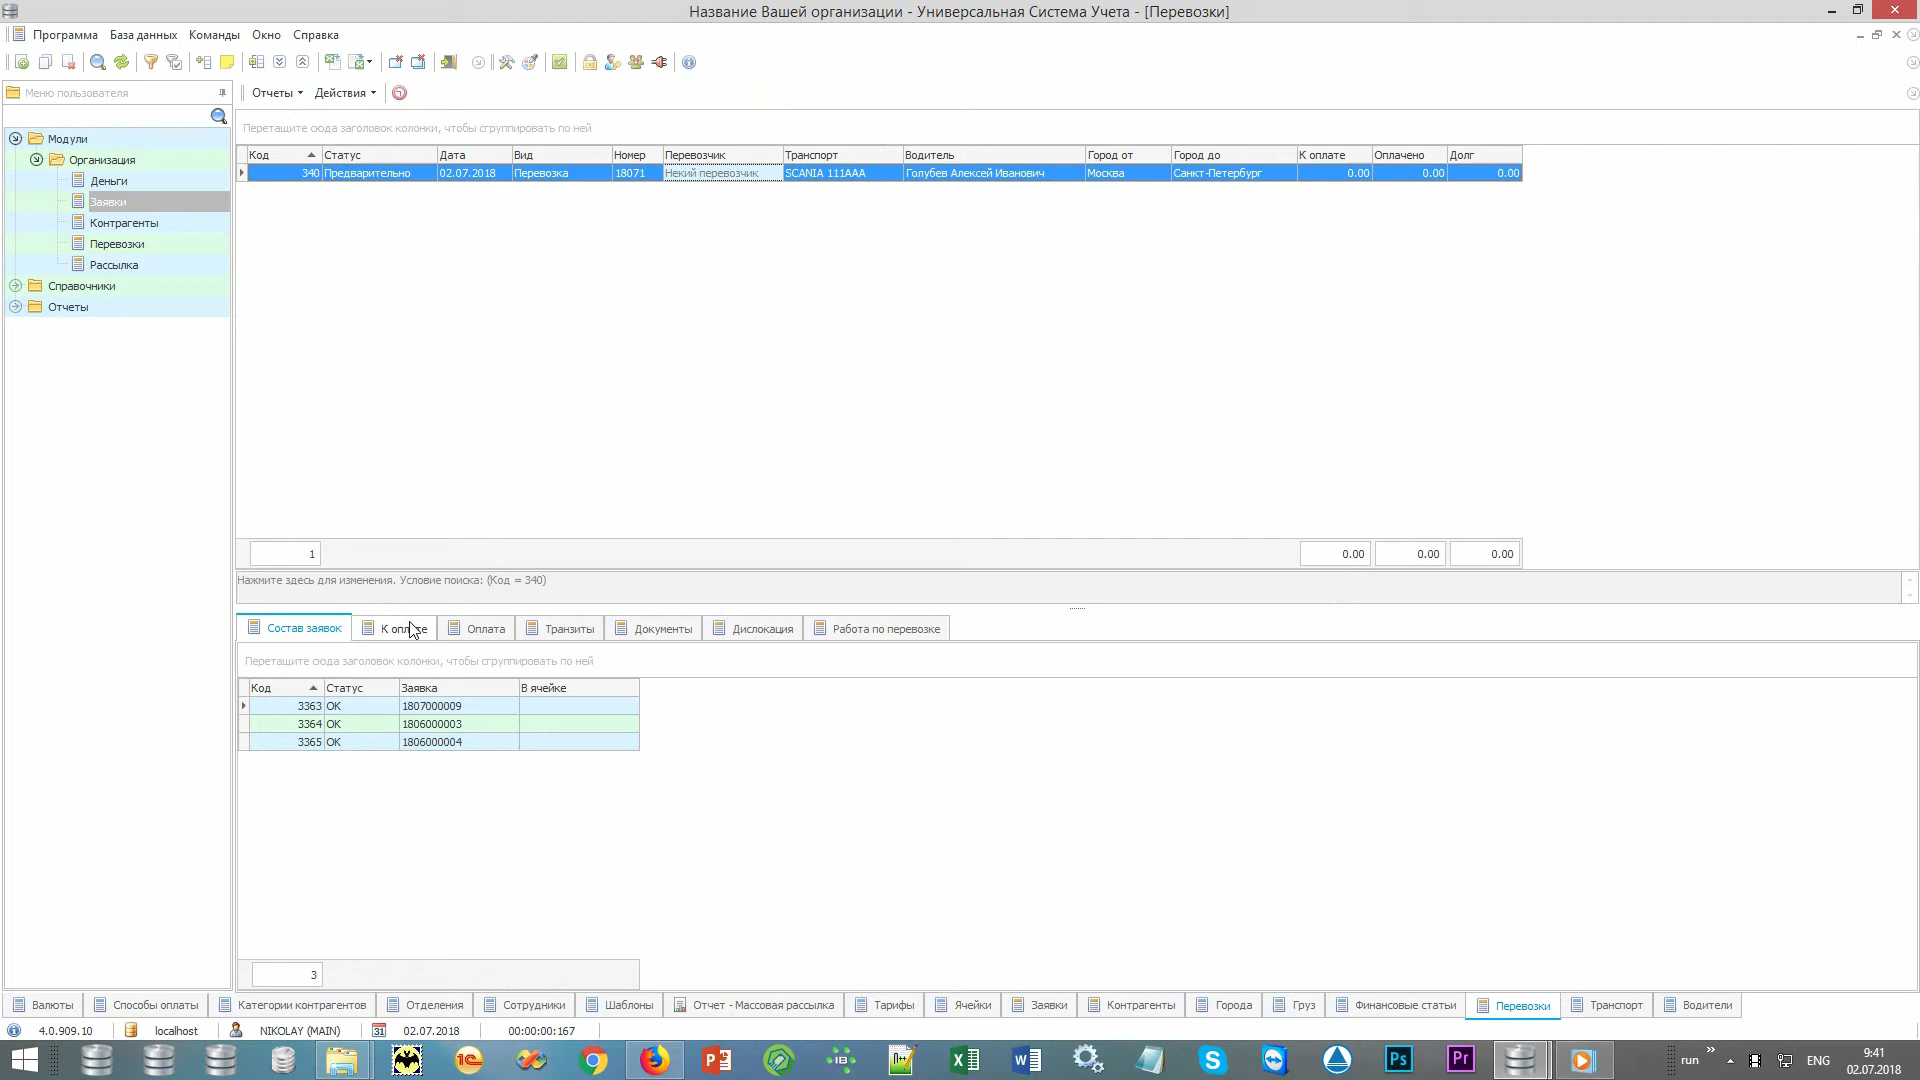 Название Вашей организации - Универсальная Система Учета - [Перевозки]
Программа База данных Команды Окно Справка
Меню пользователя
Отчеты Действия
Перетащите сюда заголовок колонки, чтобы сгруппировать по ней
Модули
Организация
Деньги
Заявки
Контрагенты
Перевозки
Рассылка
Справочники
Отчеты
Код Статус Дата Вид Номер Перевозчик Транспорт Водитель Город от Город до К оплате Оплачено Долг
340 Предварительно 02.07.2018 Перевозка 18071 Некий перевозчик SCANIA 111AAA Голубев Алексей Иванович Москва Санкт-Петербург 0.00 0.00 0.00
1 0.00 0.00 0.00
Нажмите здесь для изменения. Условие поиска: (Код = 340)
Состав заявок К оплате Оплата Транзиты Документы Дислокация Работа по перевозке
Перетащите сюда заголовок колонки, чтобы сгруппировать по ней
Код Статус Заявка В ячейке
3363 ОК 1807000009
3364 ОК 1806000003
3365 ОК 1806000004
3
Валюты Способы оплаты Категории контрагентов Отделения Сотрудники Шаблоны Отчет - Массовая рассылка Тарифы Ячейки Заявки Контрагенты Города Груз Финансовые статьи Перевозки Транспорт Водители
4.0.909.10 localhost NIKOLAY (MAIN) 31 02.07.2018 00:00:00:167
run ENG 9:41
02.07.2018